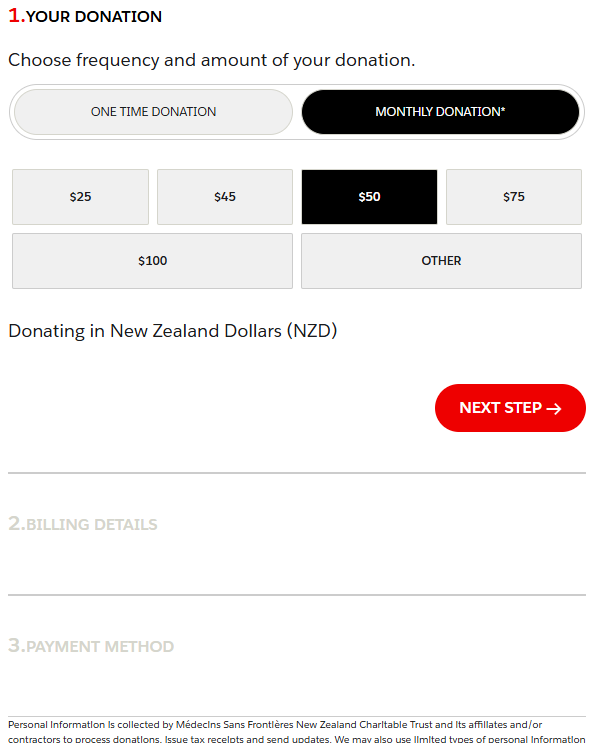 1.YOUR DONATION
Choose frequency and amount of your donation.
ONE TIME DONATION MONTHLY DONATION*
$25 $45 $50 $75
$100 OTHER
Donating in New Zealand Dollars (NZD)
NEXT STEP →
2.BILLING DETAILS
3.PAYMENT METHOD
Personal Information is collected by Médecins Sans Frontières New Zealand Charitable Trust and its affiliates and/or
contractors to process donations, issue tax receipts and send updates. We may also use limited types of personal information